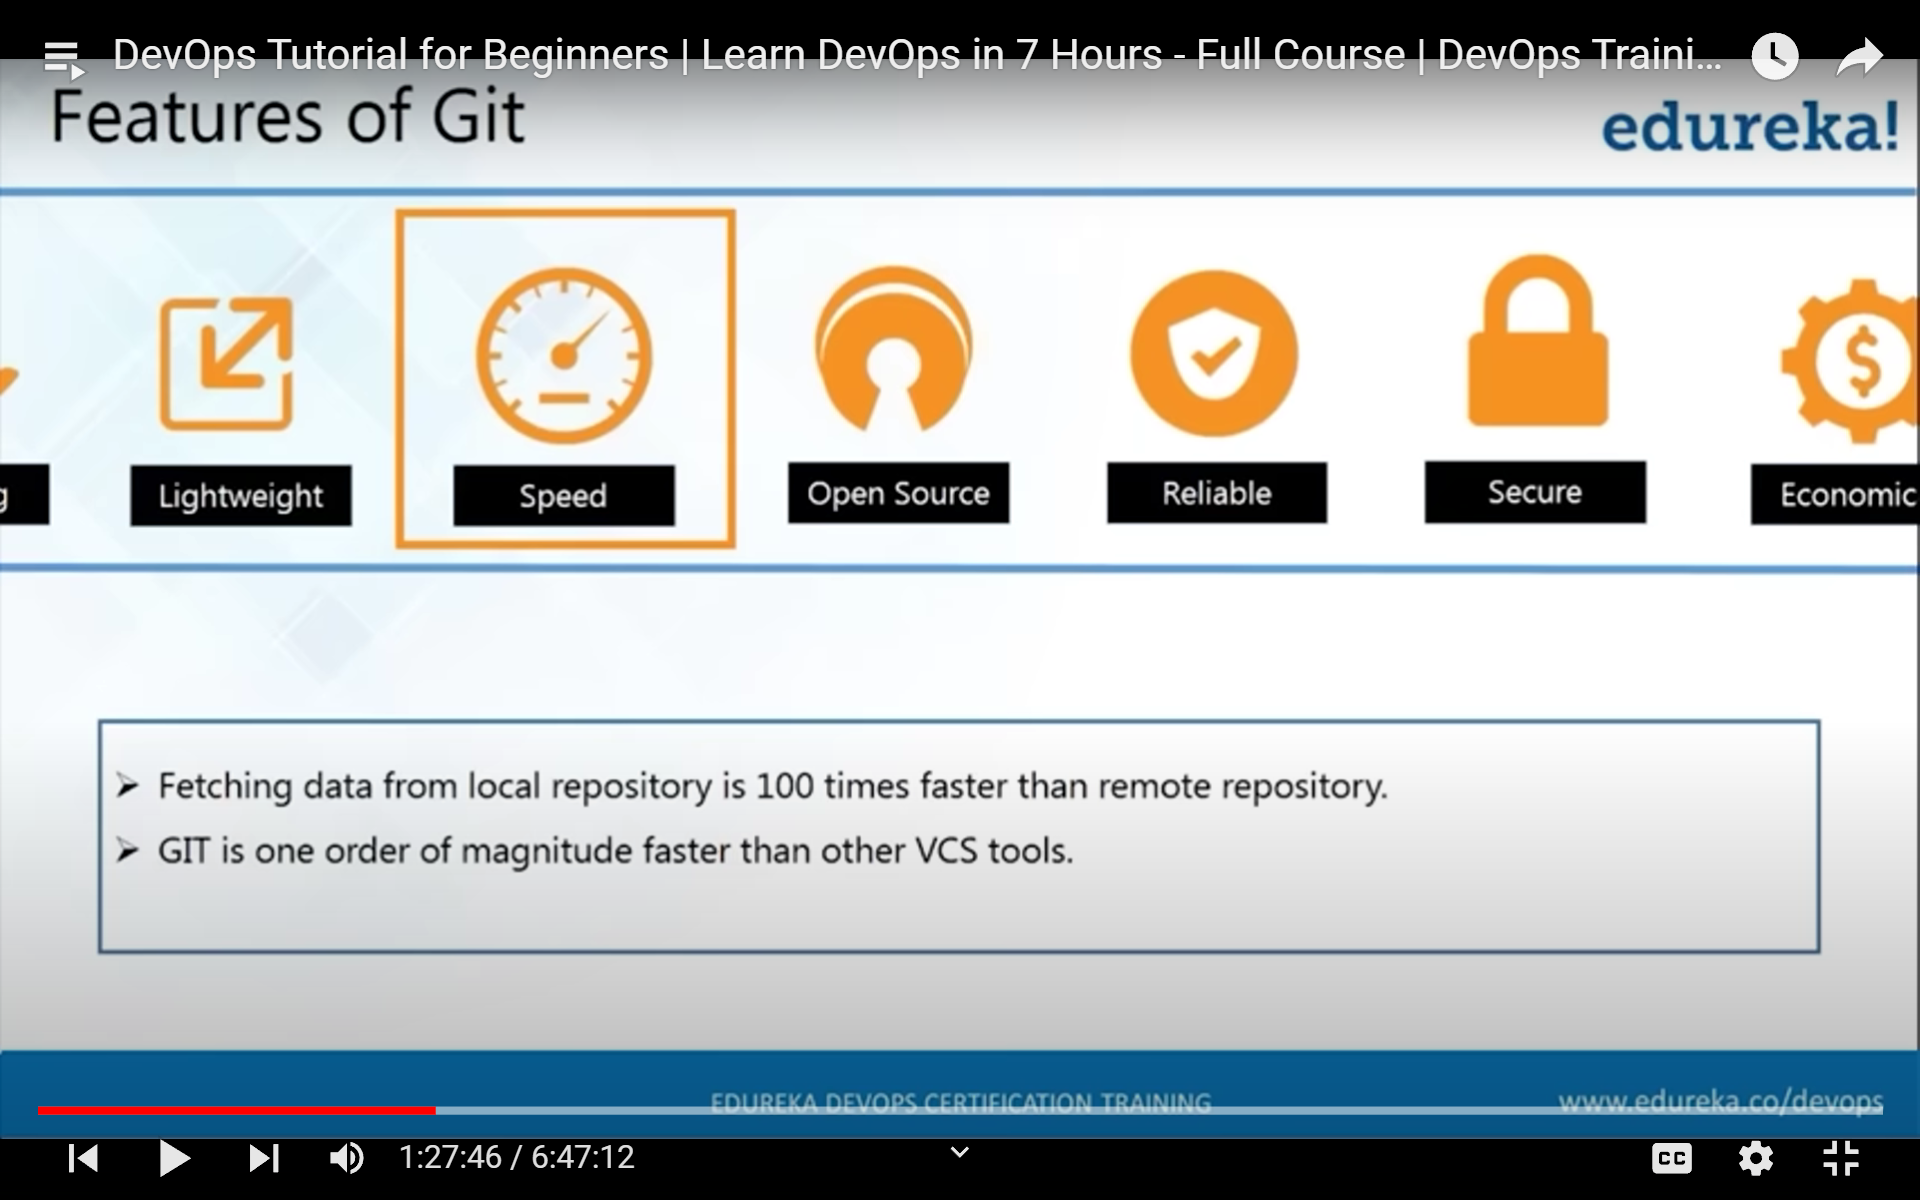 DevOps Tutorial for Beginners | Learn DevOps in 7 Hours - Full Course | DevOps Traini...
Features of Git
edureka!
g
Lightweight
Speed
Open Source
Reliable
Secure
Economic
➢ Fetching data from local repository is 100 times faster than remote repository.
➢ GIT is one order of magnitude faster than other VCS tools.
EDUREKA DEVOPS CERTIFICATION TRAINING
www.edureka.co/devops
1:27:46 / 6:47:12
CC